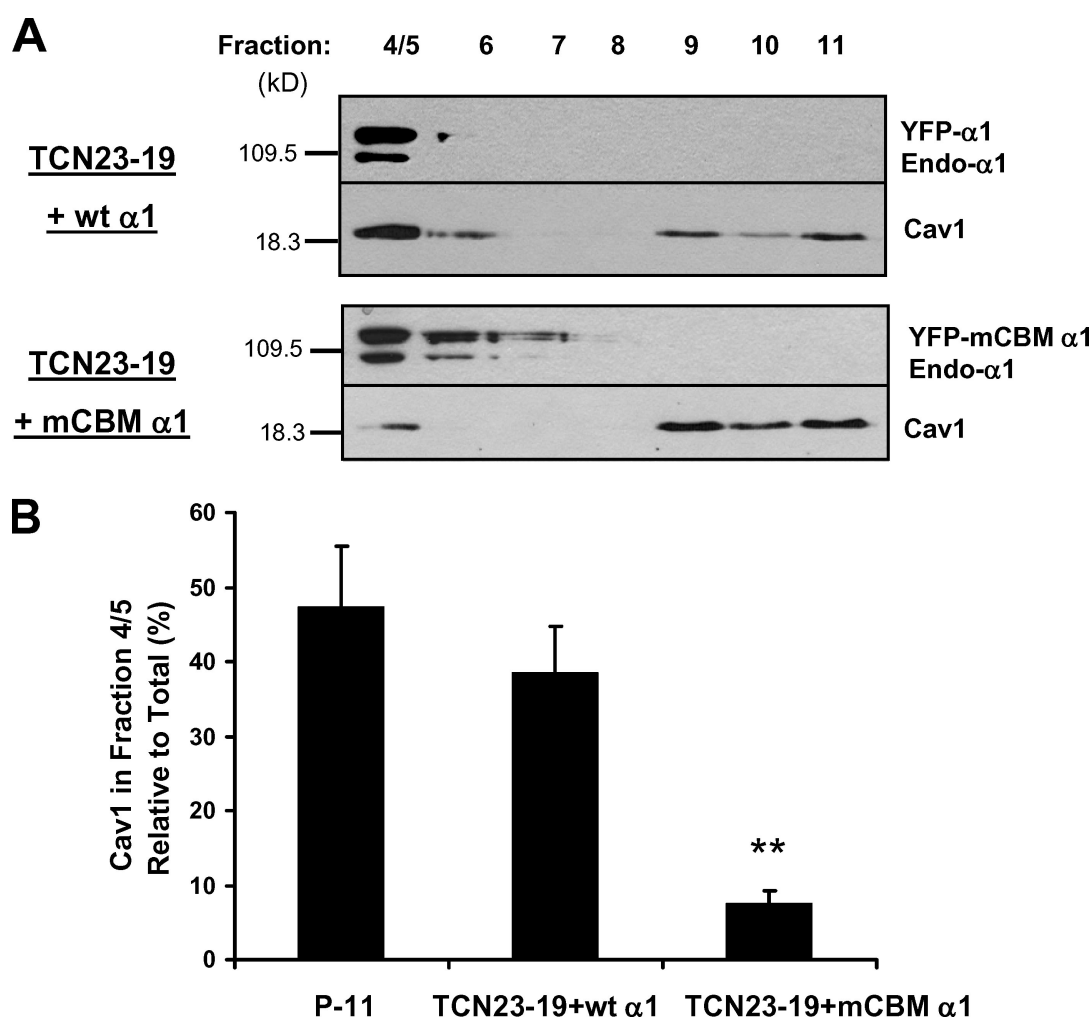 A
Fraction: 4/5 6 7 8 9 10 11
(kD)
TCN23-19
+ wt α1
109.5
18.3
YFP-α1
Endo-α1
Cav1
TCN23-19
+ mCBM α1
109.5
18.3
YFP-mCBM α1
Endo-α1
Cav1
B
Cav1 in Fraction 4/5
Relative to Total (%)
60
50
40
30
20
10
0
**
P-11 TCN23-19+wt α1 TCN23-19+mCBM α1